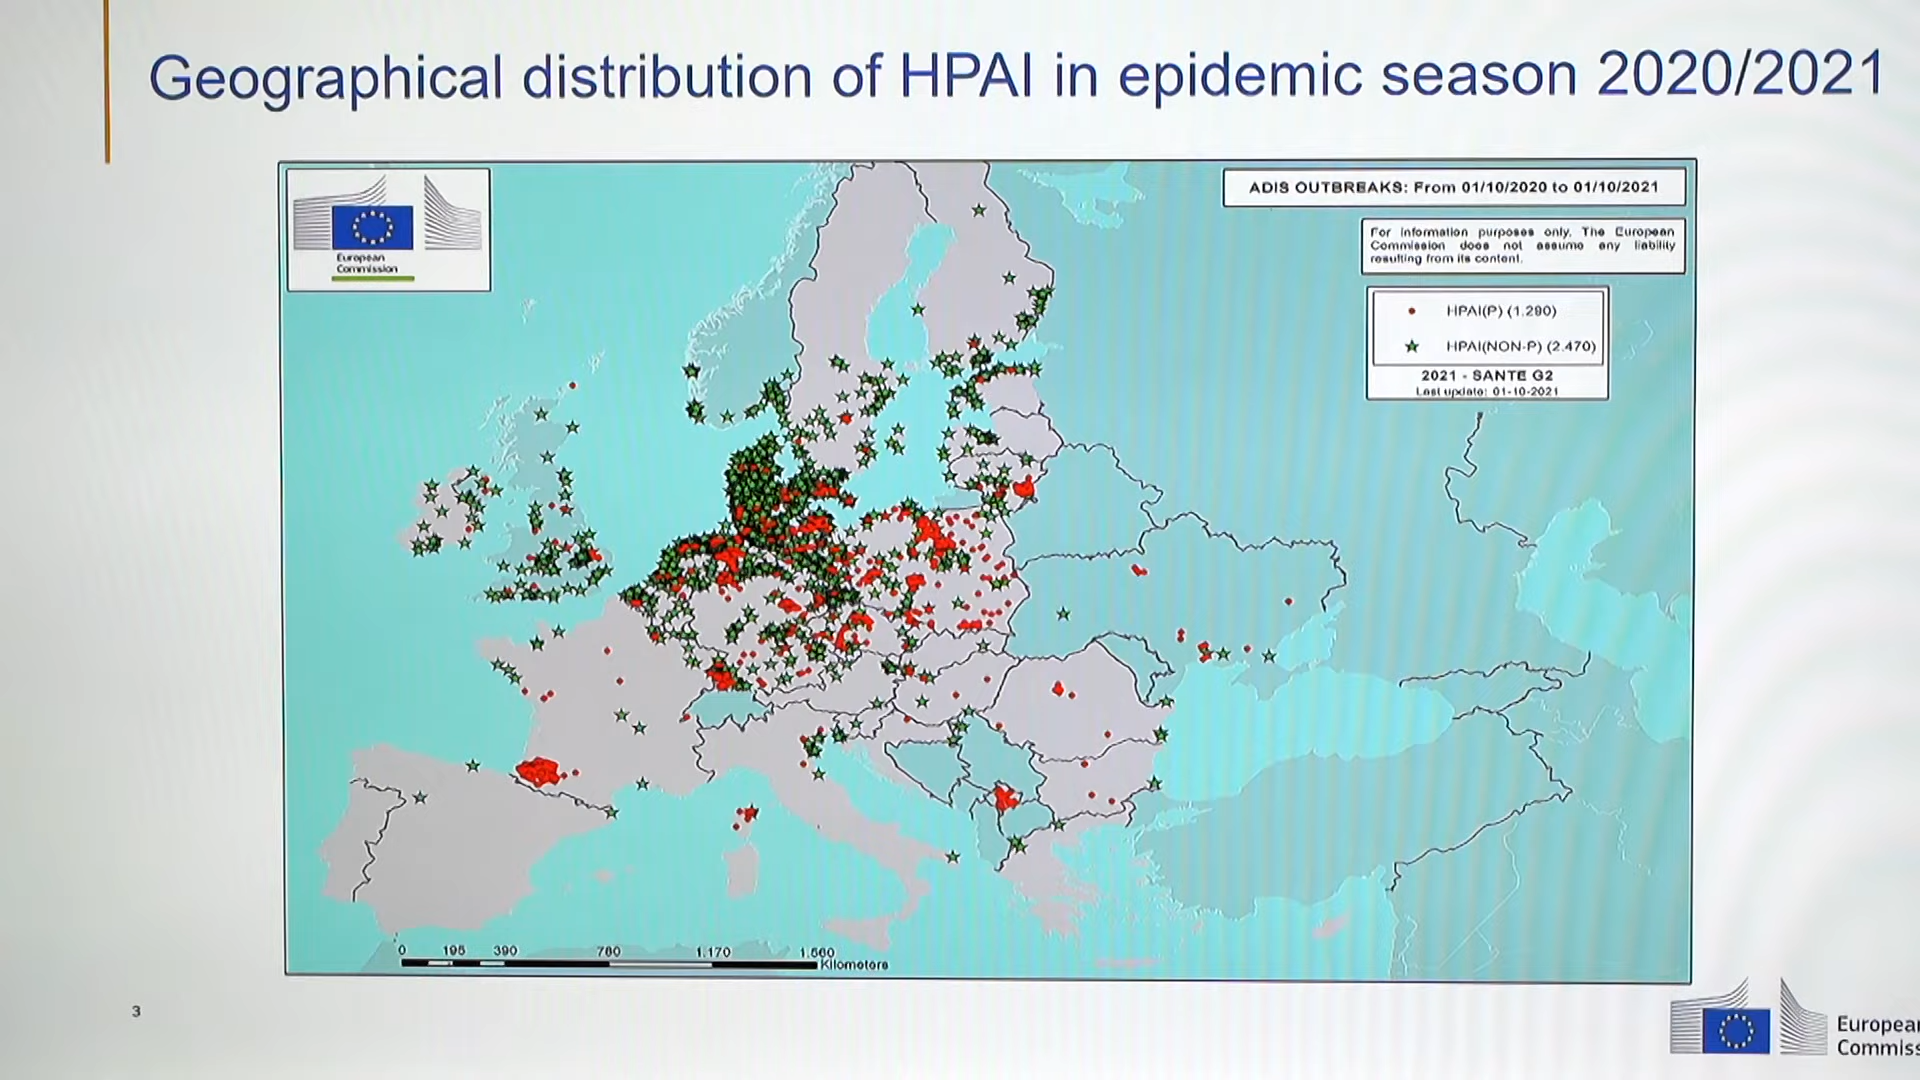 Geographical distribution of HPAI in epidemic season 2020/2021
European
Commission
ADIS OUTBREAKS: From 01/10/2020 to 01/10/2021
For information purposes only. The European
Commission does not assume any liability
resulting from its content.
HPAI(P) (1.290)
HPAI(NON-P) (2.470)
2021 - SANTE G2
Last update: 01-10-2021
0 195 390 780 1.170 1.560
Kilometers
3
Europea
Commiss